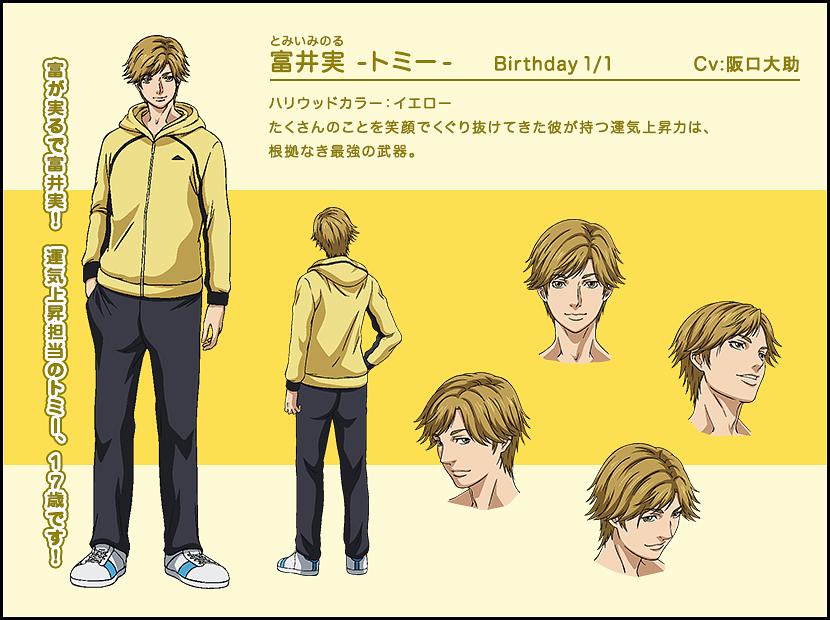 とみいみのる
富井実 -トミー- Birthday 1/1 Cv:阪口大助
ハリウッドカラー：イエロー
たくさんのことを笑顔でくぐり抜けてきた彼が持つ運気上昇力は、
根拠なき最強の武器。
富が実るで富井実！ 運気上昇担当のトミー、17歳です！